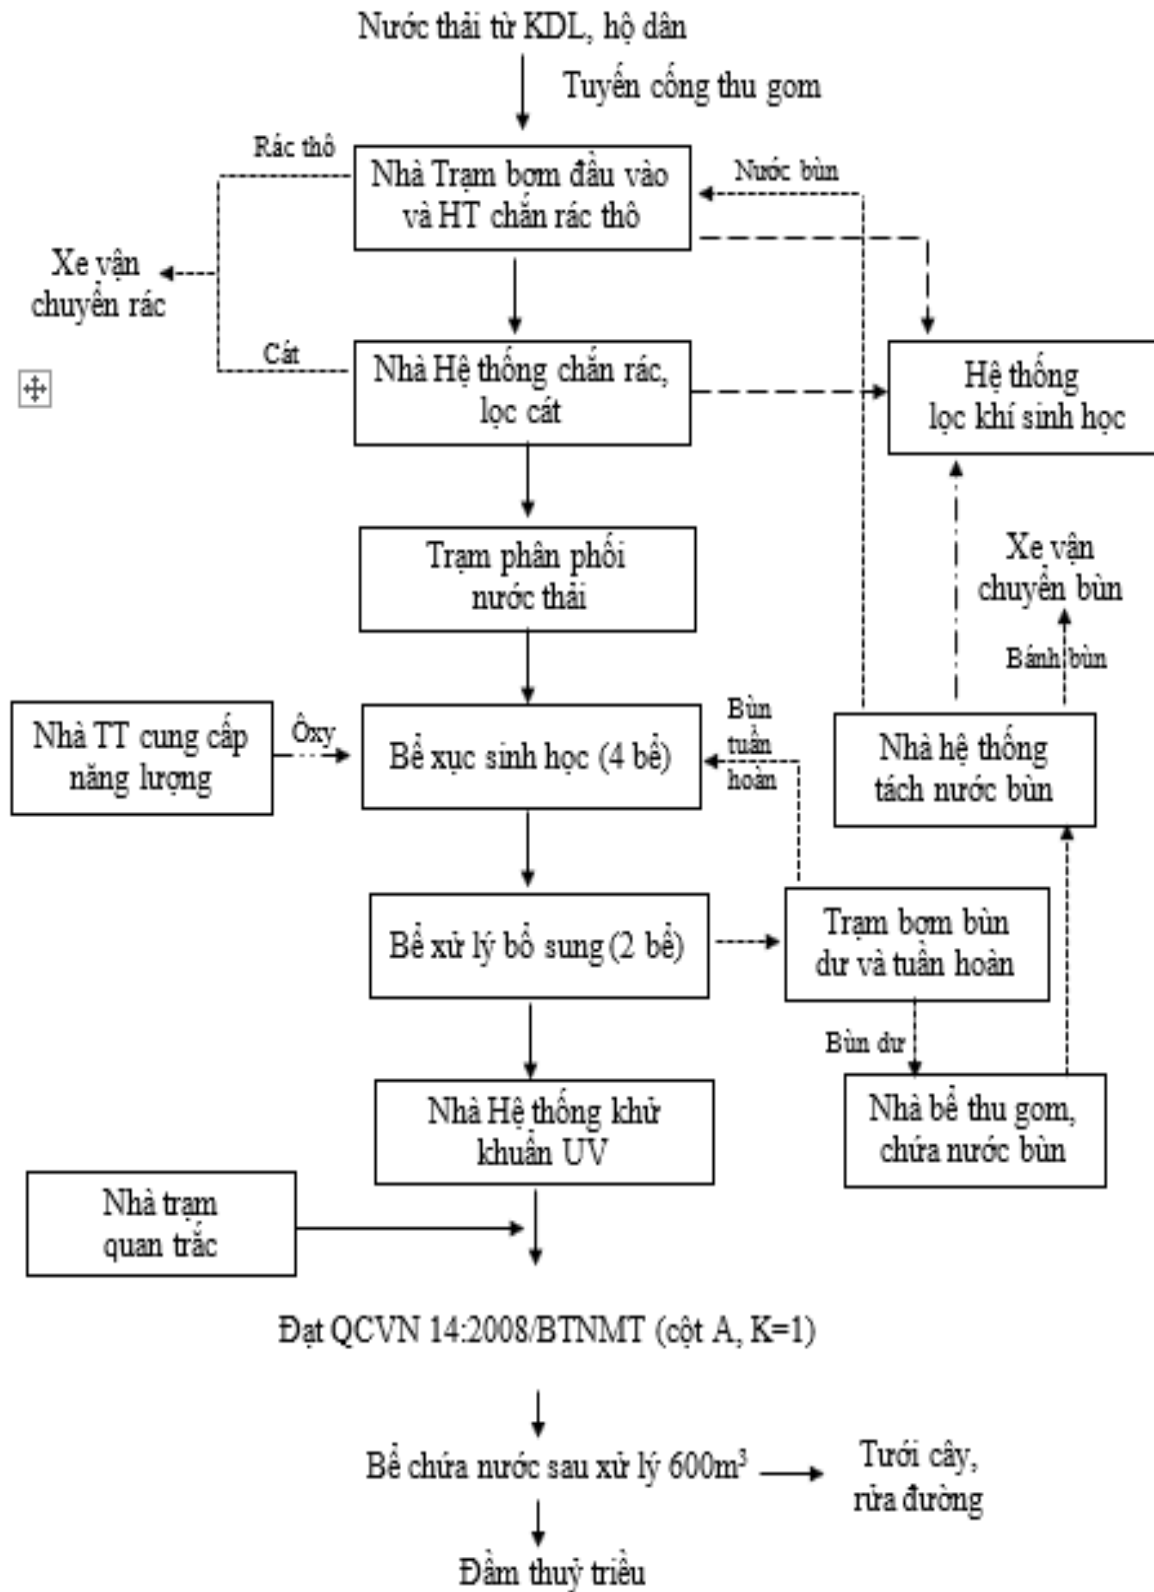 Nước thải từ KDL, hộ dân
Tuyến cống thu gom
Rác thô
Nhà Trạm bơm đầu vào
và HT chắn rác thô
Nước bùn
Xe vận
chuyển rác
Cát
Nhà Hệ thống chắn rác,
lọc cát
Hệ thống
lọc khí sinh học
Trạm phân phối
nước thải
Xe vận
chuyển bùn
Bánh bùn
Nhà TT cung cấp
năng lượng
Ôxy
Bể xục sinh học (4 bể)
Bùn
tuần
hoàn
Nhà hệ thống
tách nước bùn
Bể xử lý bổ sung (2 bể)
Trạm bơm bùn
dư và tuần hoàn
Bùn dư
Nhà Hệ thống khử
khuẩn UV
Nhà bể thu gom,
chứa nước bùn
Nhà trạm
quan trắc
Đạt QCVN 14:2008/BTNMT (cột A, K=1)
Bể chứa nước sau xử lý 600m³
Tưới cây,
rửa đường
Đầm thuỷ triều